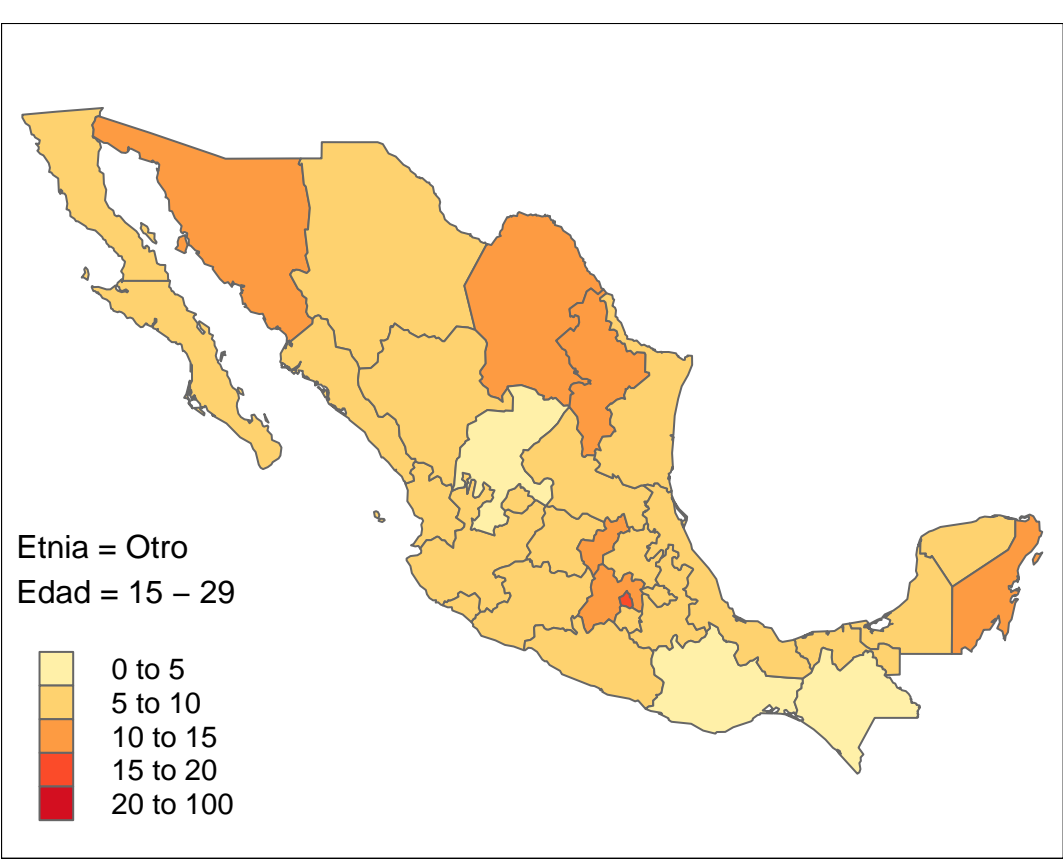 Etnia = Otro
Edad = 15 − 29
0 to 5
5 to 10
10 to 15
15 to 20
20 to 100